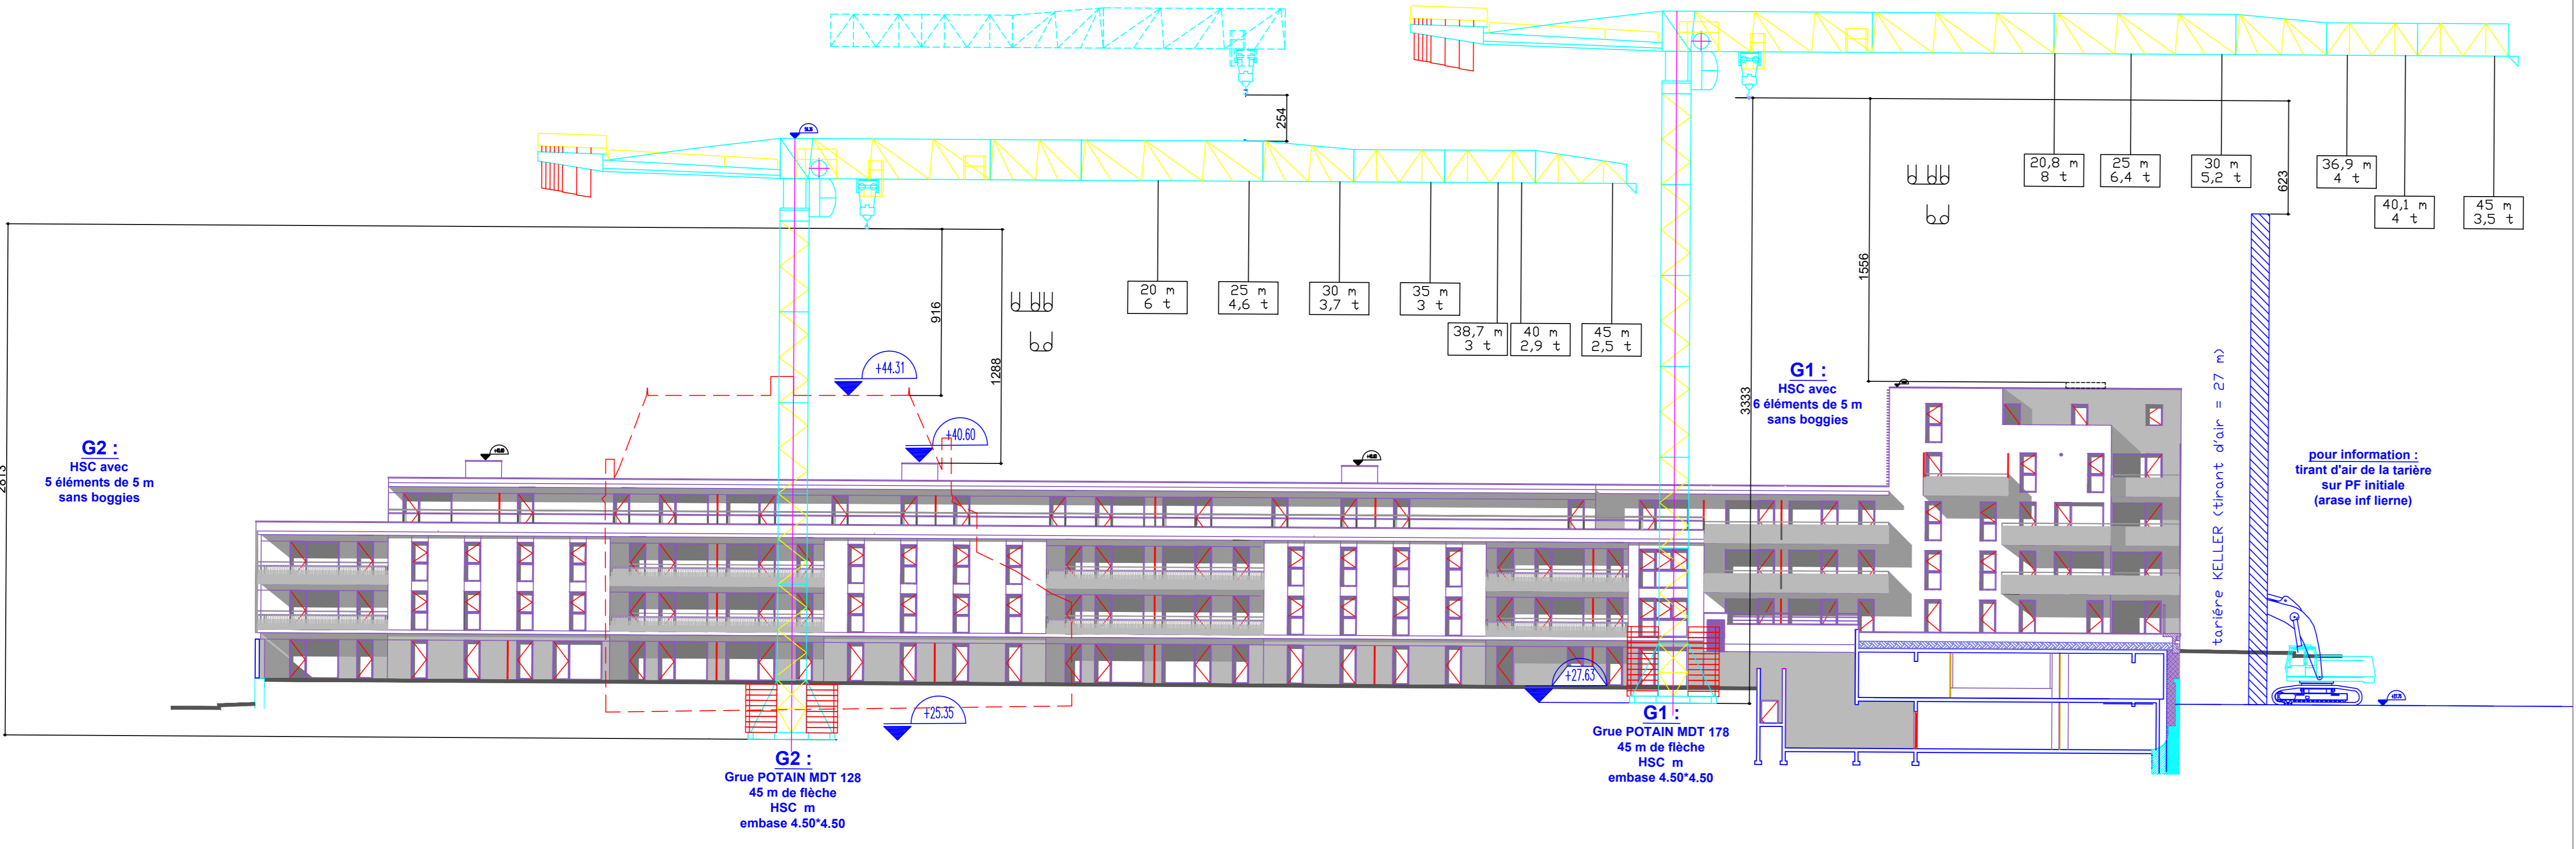 254
20,8 m
8 t
25 m
6,4 t
30 m
5,2 t
36,9 m
4 t
40,1 m
4 t
45 m
3,5 t
623
1556
3333
916
1288
20 m
6 t
25 m
4,6 t
30 m
3,7 t
35 m
3 t
38,7 m
3 t
40 m
2,9 t
45 m
2,5 t
2813
+44.31
+40.60
G2 :
HSC avec
5 éléments de 5 m
sans boggies
G1 :
HSC avec
6 éléments de 5 m
sans boggies
tariére KELLER (tirant d'air = 27 m)
pour information :
tirant d'air de la tarière
sur PF initiale
(arase inf lierne)
+27.63
+25.35
G1 :
Grue POTAIN MDT 178
45 m de flèche
HSC m
embase 4.50*4.50
G2 :
Grue POTAIN MDT 128
45 m de flèche
HSC m
embase 4.50*4.50